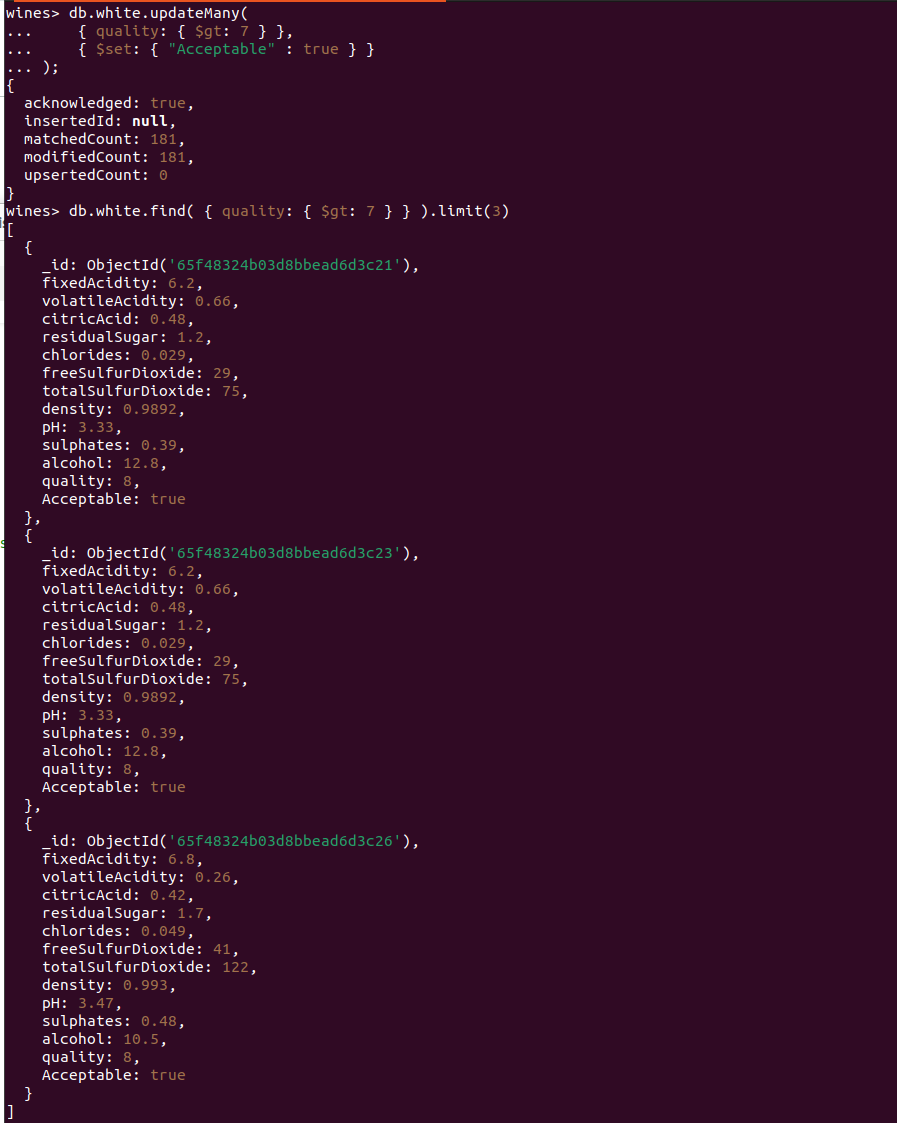 wines> db.white.updateMany(
...     { quality: { $gt: 7 } },
...     { $set: { "Acceptable" : true } }
... );
{
  acknowledged: true,
  insertedId: null,
  matchedCount: 181,
  modifiedCount: 181,
  upsertedCount: 0
}
wines> db.white.find( { quality: { $gt: 7 } } ).limit(3)
[
  {
    _id: ObjectId('65f48324b03d8bbead6d3c21'),
    fixedAcidity: 6.2,
    volatileAcidity: 0.66,
    citricAcid: 0.48,
    residualSugar: 1.2,
    chlorides: 0.029,
    freeSulfurDioxide: 29,
    totalSulfurDioxide: 75,
    density: 0.9892,
    pH: 3.33,
    sulphates: 0.39,
    alcohol: 12.8,
    quality: 8,
    Acceptable: true
  },
  {
    _id: ObjectId('65f48324b03d8bbead6d3c23'),
    fixedAcidity: 6.2,
    volatileAcidity: 0.66,
    citricAcid: 0.48,
    residualSugar: 1.2,
    chlorides: 0.029,
    freeSulfurDioxide: 29,
    totalSulfurDioxide: 75,
    density: 0.9892,
    pH: 3.33,
    sulphates: 0.39,
    alcohol: 12.8,
    quality: 8,
    Acceptable: true
  },
  {
    _id: ObjectId('65f48324b03d8bbead6d3c26'),
    fixedAcidity: 6.8,
    volatileAcidity: 0.26,
    citricAcid: 0.42,
    residualSugar: 1.7,
    chlorides: 0.049,
    freeSulfurDioxide: 41,
    totalSulfurDioxide: 122,
    density: 0.993,
    pH: 3.47,
    sulphates: 0.48,
    alcohol: 10.5,
    quality: 8,
    Acceptable: true
  }
]